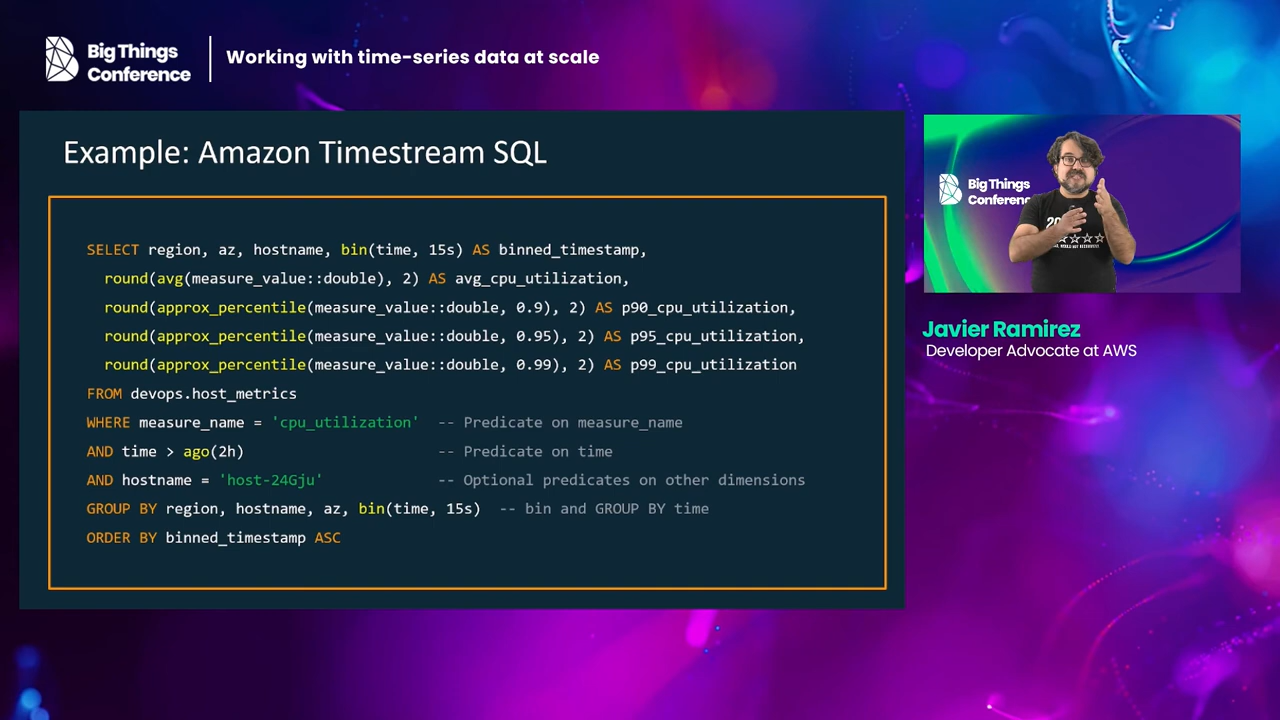 Big Things
Conference
Working with time-series data at scale
Example: Amazon Timestream SQL
SELECT region, az, hostname, bin(time, 15s) AS binned_timestamp,
round(avg(measure_value::double), 2) AS avg_cpu_utilization,
round(approx_percentile(measure_value::double, 0.9), 2) AS p90_cpu_utilization,
round(approx_percentile(measure_value::double, 0.95), 2) AS p95_cpu_utilization,
round(approx_percentile(measure_value::double, 0.99), 2) AS p99_cpu_utilization
FROM devops.host_metrics
WHERE measure_name = 'cpu_utilization' -- Predicate on measure_name
AND time > ago(2h) -- Predicate on time
AND hostname = 'host-24Gju' -- Optional predicates on other dimensions
GROUP BY region, hostname, az, bin(time, 15s) -- bin and GROUP BY time
ORDER BY binned_timestamp ASC
Big Things
Conferenc
20
Javier Ramirez
Developer Advocate at AWS